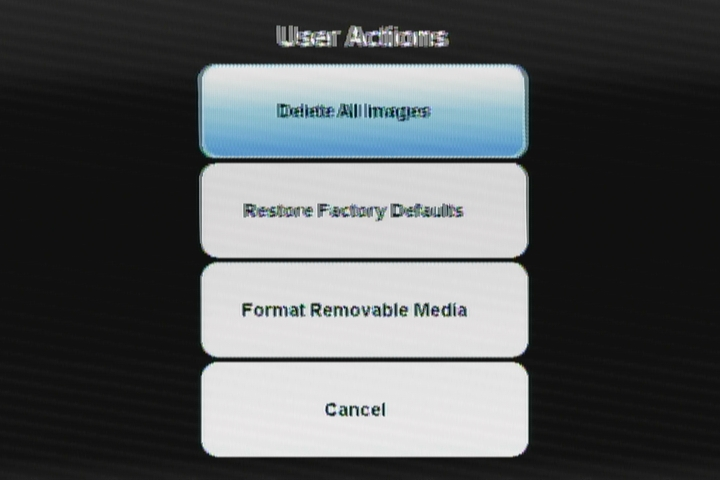 User Actions
Delete All Images
Restore Factory Defaults
Format Removable Media
Cancel